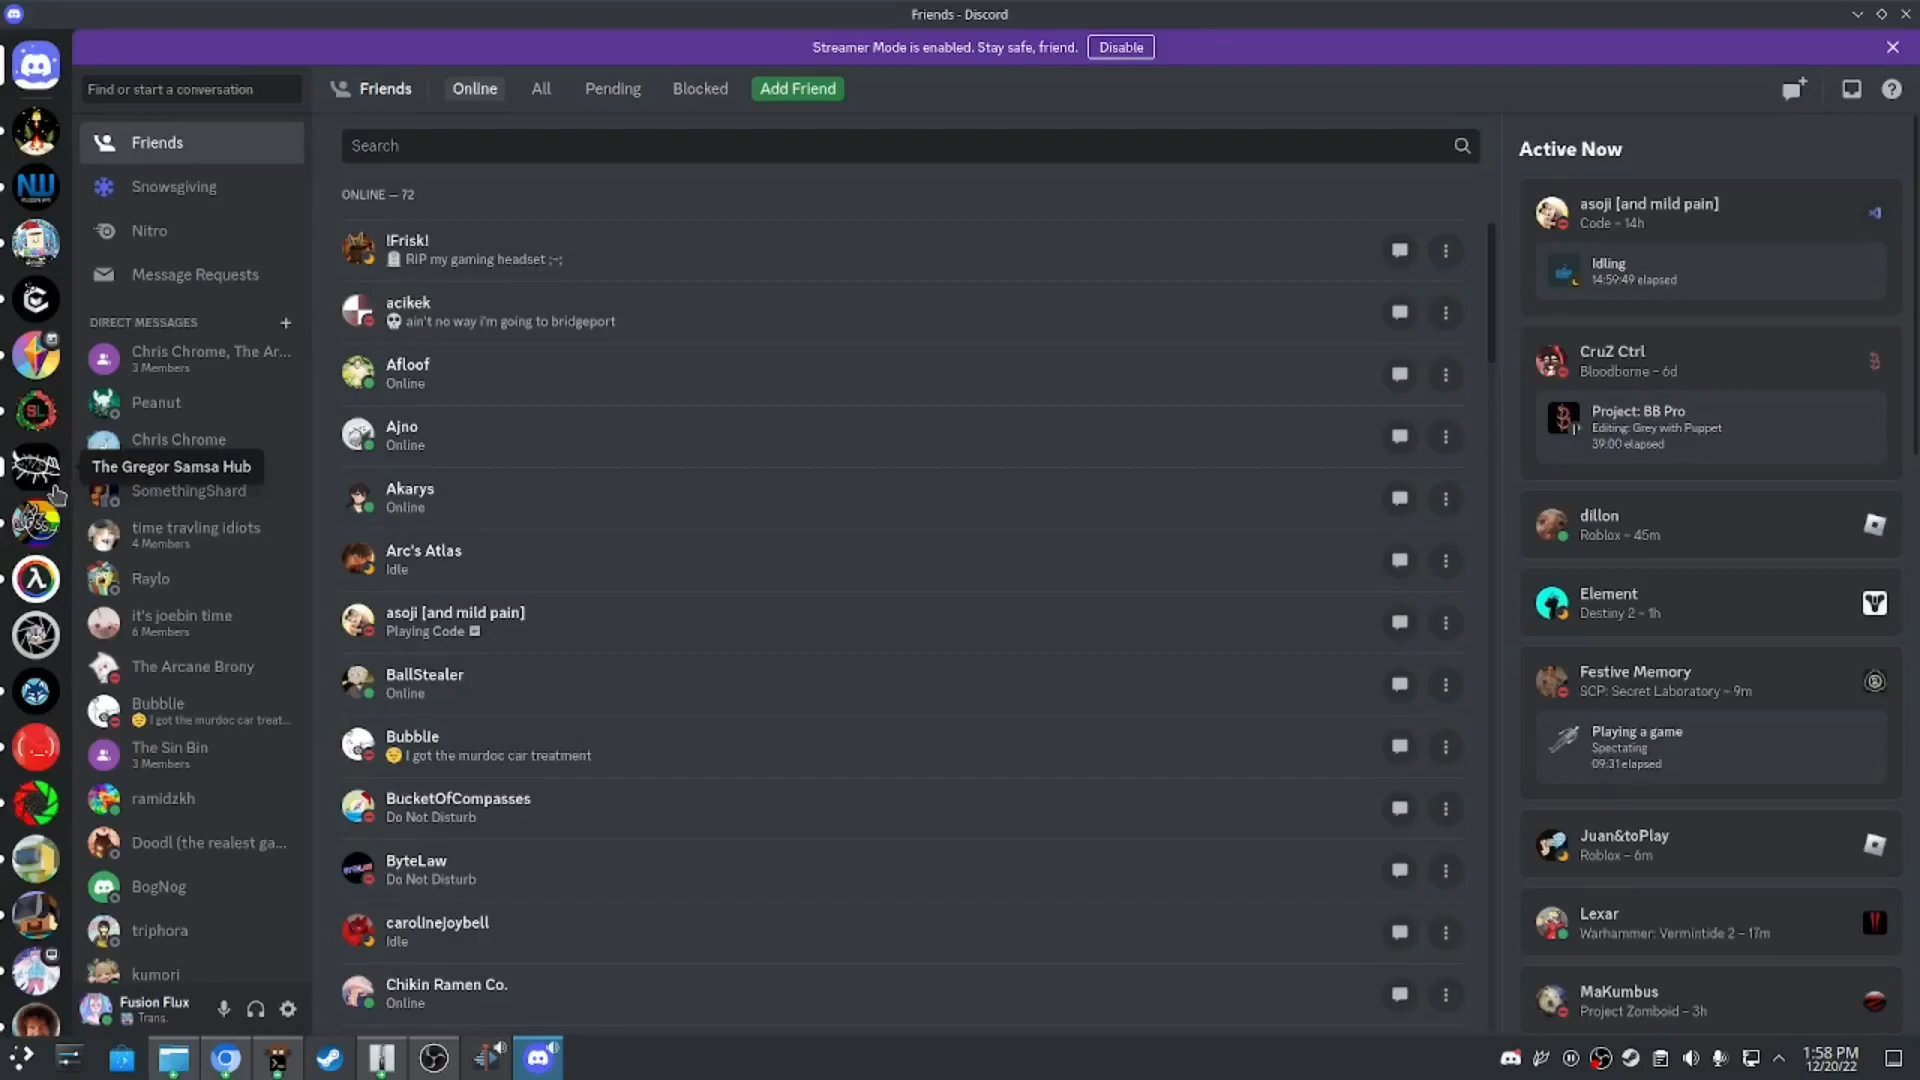 Friends - Discord
Streamer Mode is enabled. Stay safe, friend.
Disable
Find or start a conversation
Friends
Online
All
Pending
Blocked
Add Friend
Friends
Snowsgiving
Nitro
Message Requests
DIRECT MESSAGES
Chris Chrome, The Ar...
3 Members
Peanut
Chris Chrome
The Gregor Samsa Hub
SomethingShard
time travling idiots
4 Members
Raylo
it's joebin time
6 Members
The Arcane Brony
Bubblie
I got the murdoc car treat...
The Sin Bin
3 Members
ramidzkh
Doodl (the realest ga...
BogNog
triphora
kumori
Fusion Flux
Trans.
Search
ONLINE — 72
!Frisk!
RIP my gaming headset ;-;
acikek
ain't no way i'm going to bridgeport
Afloof
Online
Ajno
Online
Akarys
Online
Arc's Atlas
Idle
asoji [and mild pain]
Playing Code
BallStealer
Online
Bubblie
I got the murdoc car treatment
BucketOfCompasses
Do Not Disturb
ByteLaw
Do Not Disturb
carolinejoybell
Idle
Chikin Ramen Co.
Online
Active Now
asoji [and mild pain]
Code – 14h
Idling
14:59:49 elapsed
CruZ Ctrl
Bloodborne – 6d
Project: BB Pro
Editing: Grey with Puppet
39:00 elapsed
dillon
Roblox – 45m
Element
Destiny 2 – 1h
Festive Memory
SCP: Secret Laboratory – 9m
Playing a game
Spectating
09:31 elapsed
Juan&toPlay
Roblox – 6m
Lexar
Warhammer: Vermintide 2 – 17m
MaKumbus
Project Zomboid – 3h
1:58 PM
12/20/22